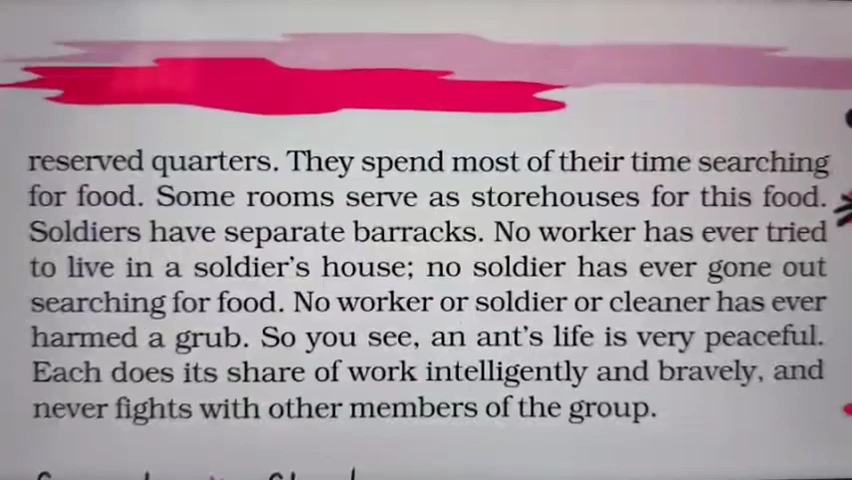 reserved quarters. They spend most of their time searching
for food. Some rooms serve as storehouses for this food.
Soldiers have separate barracks. No worker has ever tried
to live in a soldier's house; no soldier has ever gone out
searching for food. No worker or soldier or cleaner has ever
harmed a grub. So you see, an ant's life is very peaceful.
Each does its share of work intelligently and bravely, and
never fights with other members of the group.